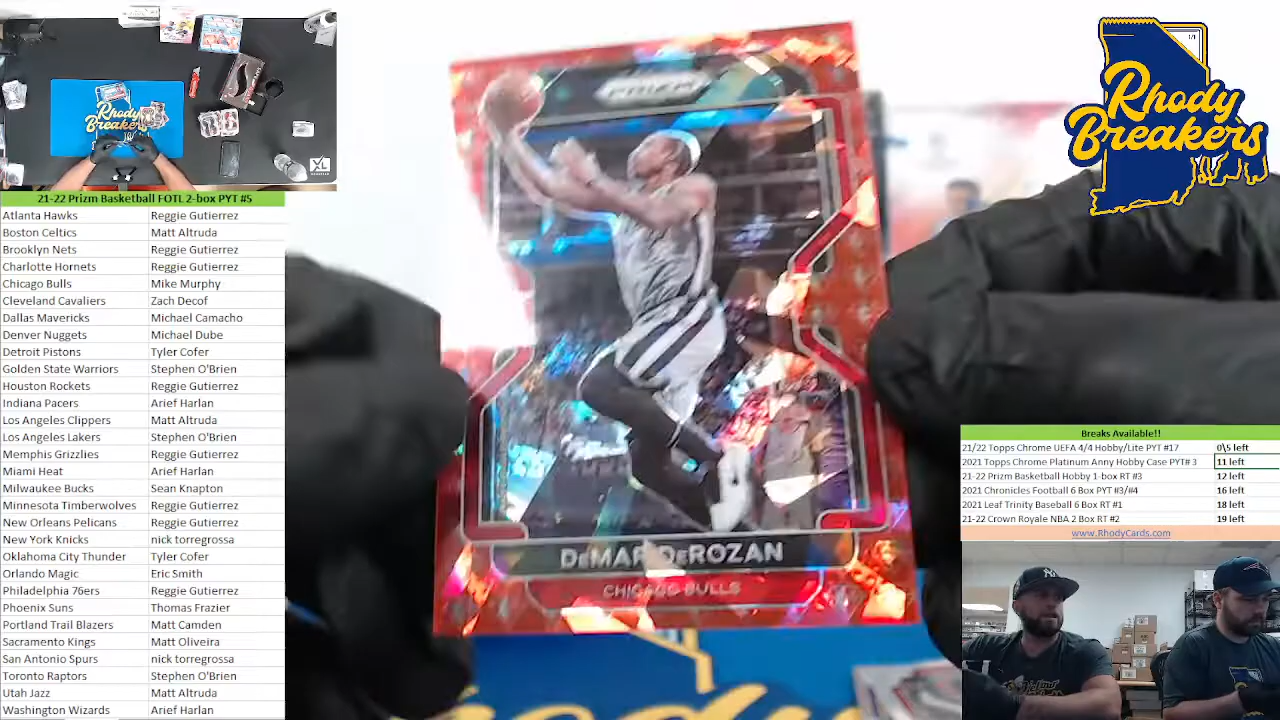 Rhody
Breakers
1/1
Rhody
Breakers
21-22 Prizm Basketball FOTL 2-box PYT #5
Atlanta Hawks Reggie Gutierrez
Boston Celtics Matt Altruda
Brooklyn Nets Reggie Gutierrez
Charlotte Hornets Reggie Gutierrez
Chicago Bulls Mike Murphy
Cleveland Cavaliers Zach Decof
Dallas Mavericks Michael Camacho
Denver Nuggets Michael Dube
Detroit Pistons Tyler Cofer
Golden State Warriors Stephen O'Brien
Houston Rockets Reggie Gutierrez
Indiana Pacers Arief Harlan
Los Angeles Clippers Matt Altruda
Los Angeles Lakers Stephen O'Brien
Memphis Grizzlies Reggie Gutierrez
Miami Heat Arief Harlan
Milwaukee Bucks Sean Knapton
Minnesota Timberwolves Reggie Gutierrez
New Orleans Pelicans Reggie Gutierrez
New York Knicks nick torregrossa
Oklahoma City Thunder Tyler Cofer
Orlando Magic Eric Smith
Philadelphia 76ers Reggie Gutierrez
Phoenix Suns Thomas Frazier
Portland Trail Blazers Matt Camden
Sacramento Kings Matt Oliveira
San Antonio Spurs nick torregrossa
Toronto Raptors Stephen O'Brien
Utah Jazz Matt Altruda
Washington Wizards Arief Harlan
PRIZM
DeMAR DeROZAN
CHICAGO BULLS
Breaks Available!!
21/22 Topps Chrome UEFA 4/4 Hobby/Lite PYT #17 0\5 left
2021 Topps Chrome Platinum Anny Hobby Case PYT# 3 11 left
21-22 Prizm Basketball Hobby 1-box RT #3 12 left
2021 Chronicles Football 6 Box PYT #3/#4 16 left
2021 Leaf Trinity Baseball 6 Box RT #1 18 left
21-22 Crown Royale NBA 2 Box RT #2 19 left
www.RhodyCards.com